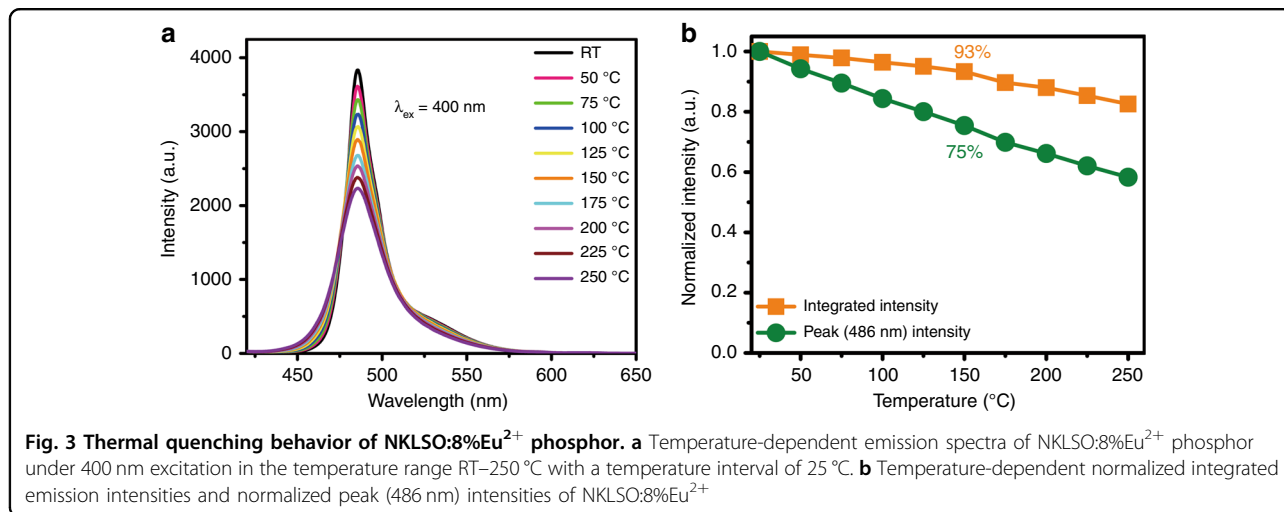 a
4000
3000
2000
1000
0
Intensity (a.u.)
450
500
550
600
650
Wavelength (nm)
λex = 400 nm
RT
50 °C
75 °C
100 °C
125 °C
150 °C
175 °C
200 °C
225 °C
250 °C
b
1.0
0.8
0.6
0.4
0.2
0.0
Normalized intensity (a.u.)
93%
75%
Integrated intensity
Peak (486 nm) intensity
50
100
150
200
250
Temperature (°C)
Fig. 3 Thermal quenching behavior of NKLSO:8%Eu²⁺ phosphor. a Temperature-dependent emission spectra of NKLSO:8%Eu²⁺ phosphor
under 400 nm excitation in the temperature range RT–250 °C with a temperature interval of 25 °C. b Temperature-dependent normalized integrated
emission intensities and normalized peak (486 nm) intensities of NKLSO:8%Eu²⁺